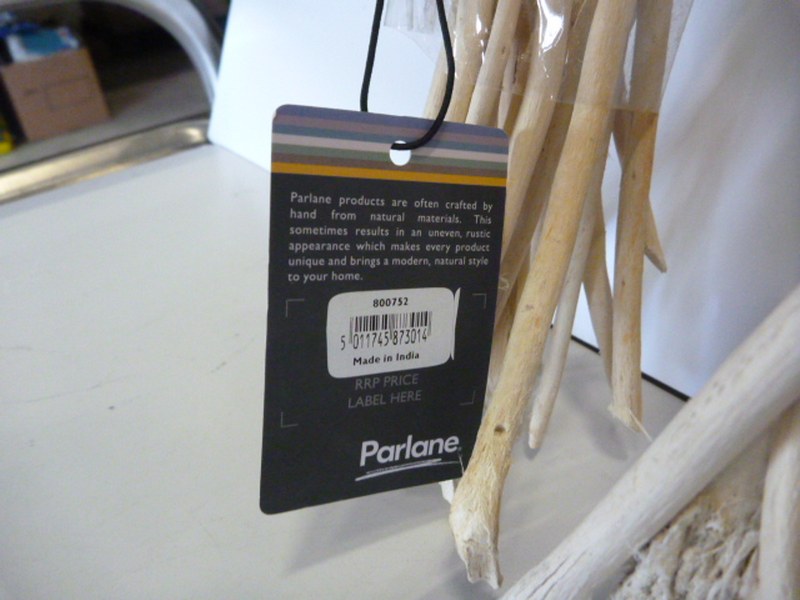 Parlane products are often crafted by
hand from natural materials. This
sometimes results in an uneven, rustic
appearance which makes every product
unique and brings a modern, natural style
to your home.
800752
5 011745 873014
Made in India
RRP PRICE
LABEL HERE
Parlane